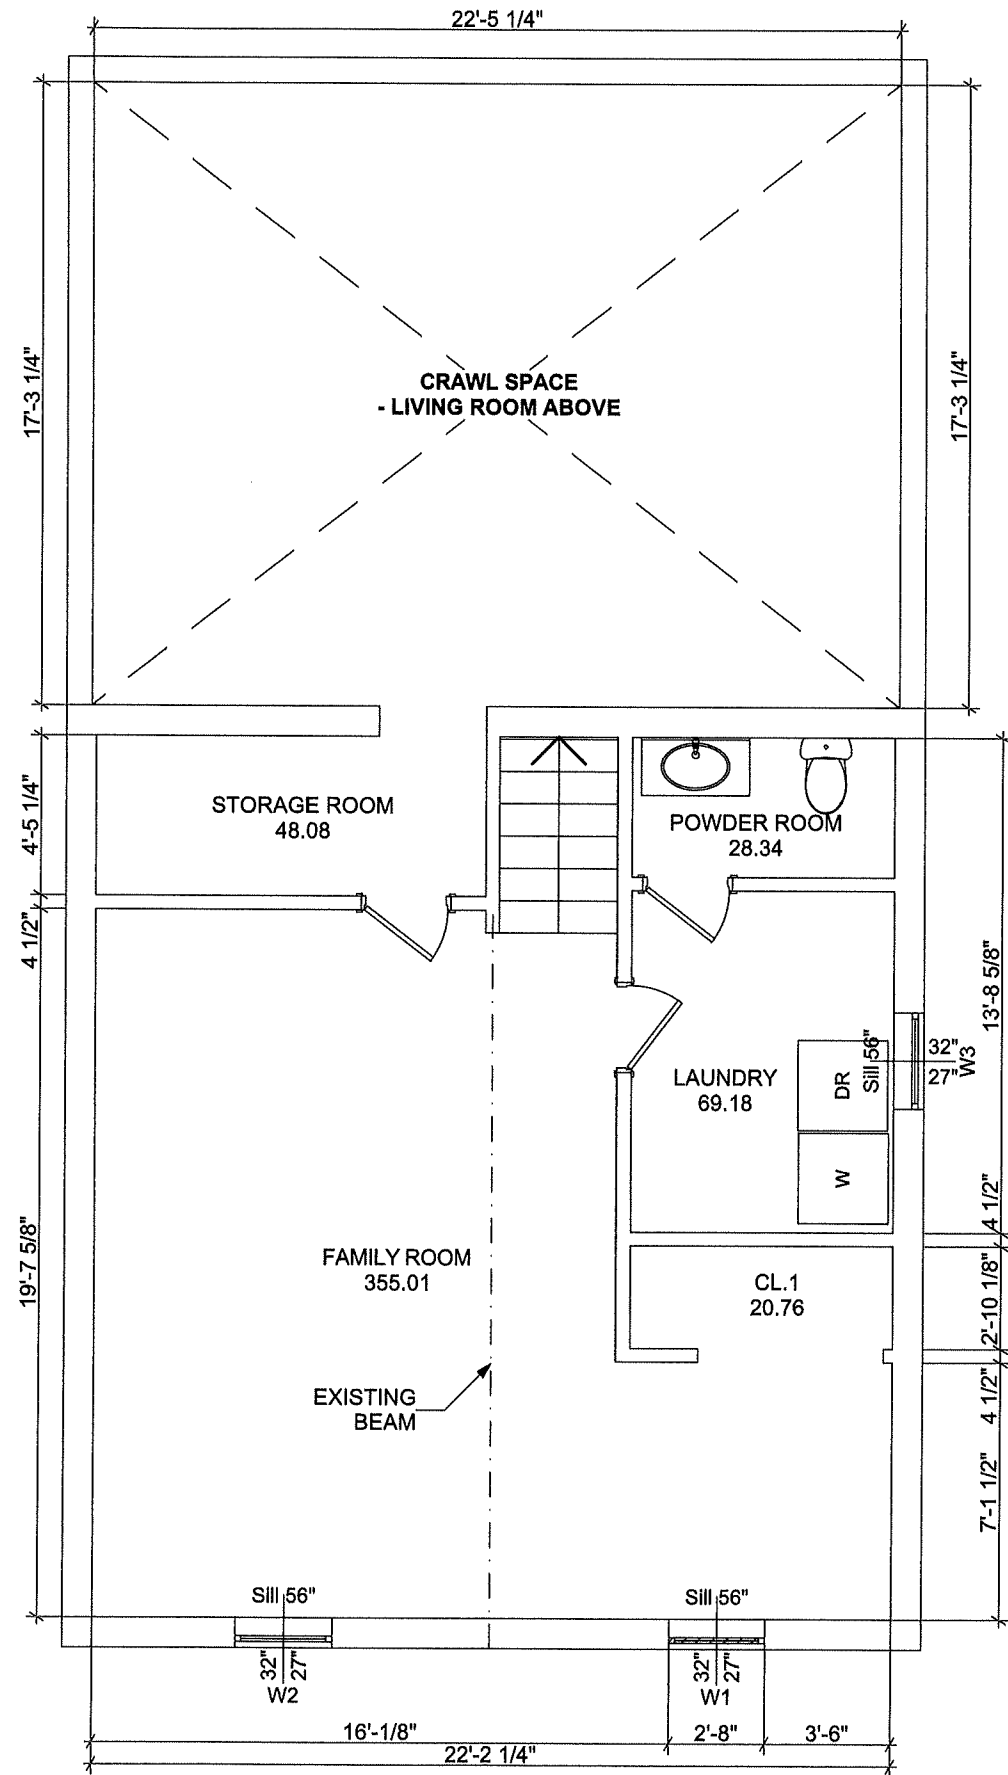 22'-5 1/4"
17'-3 1/4"
17'-3 1/4"
CRAWL SPACE
- LIVING ROOM ABOVE
4'-5 1/4"
STORAGE ROOM
48.08
POWDER ROOM
28.34
4 1/2"
13'-8 5/8"
Sill 56"
32"
27"
W3
DR
LAUNDRY
69.18
W
4 1/2"
19'-7 5/8"
FAMILY ROOM
355.01
CL.1
20.76
2'-10 1/8"
EXISTING
BEAM
4 1/2"
7'-1 1/2"
Sill 56"
Sill 56"
32"
27"
W2
32"
27"
W1
16'-1/8"
2'-8"
3'-6"
22'-2 1/4"